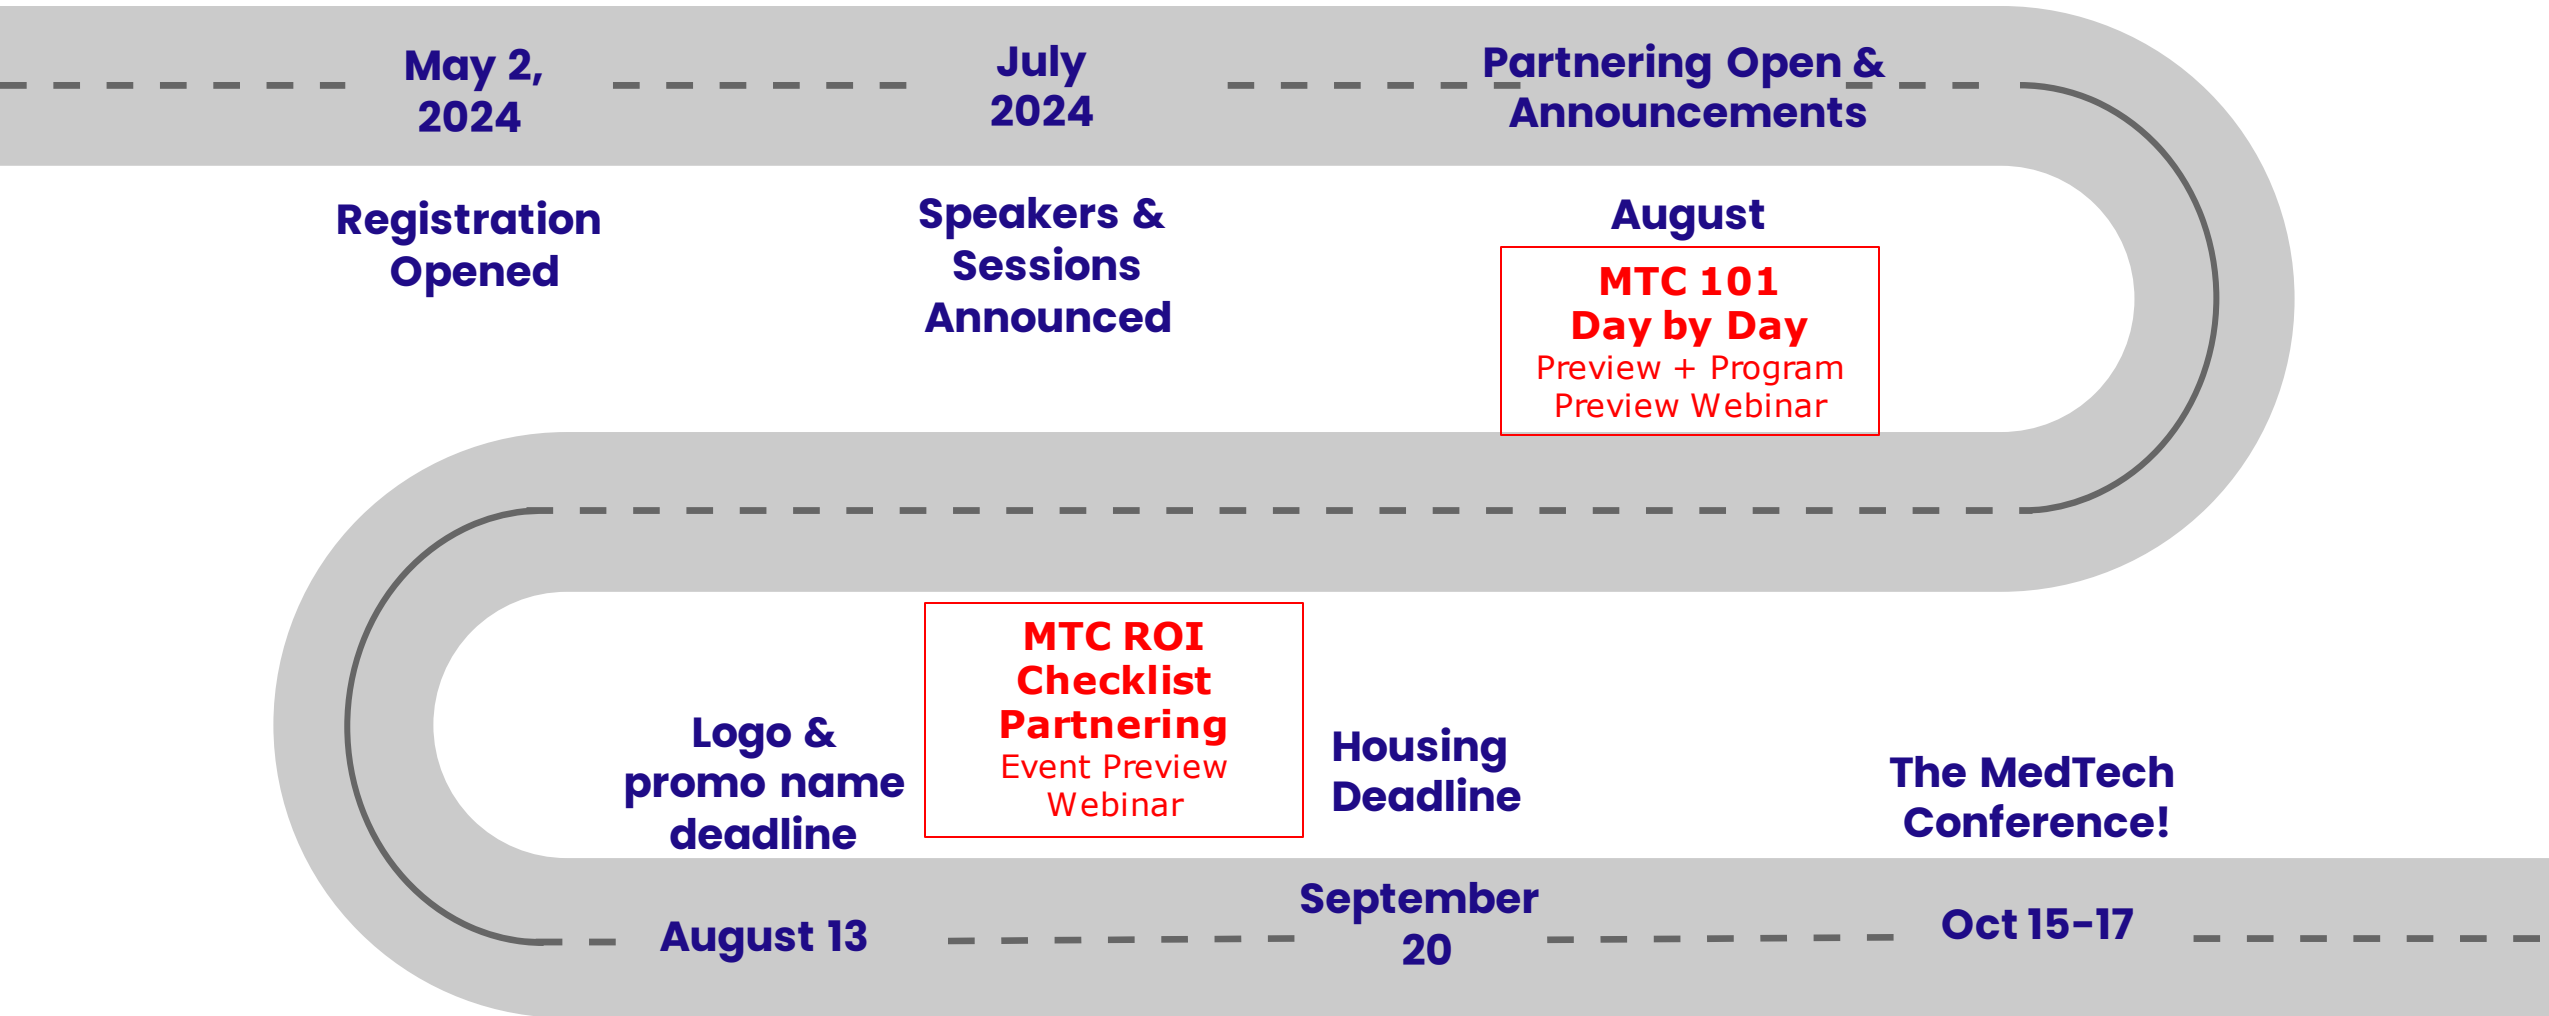 May 2,
2024
Registration
Opened
July
2024
Speakers &
Sessions
Announced
Partnering Open &
Announcements
August
MTC 101
Day by Day
Preview + Program
Preview Webinar
Logo &
promo name
deadline
August 13
MTC ROI
Checklist
Partnering
Event Preview
Webinar
Housing
Deadline
September
20
The MedTech
Conference!
Oct 15-17